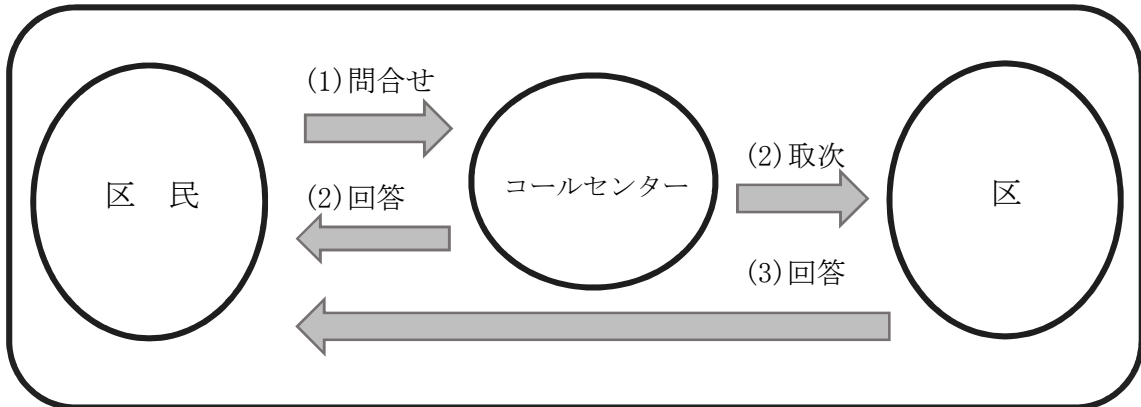 (1)問合せ
(2)取次
区　民
コールセンター
区
(2)回答
(3)回答